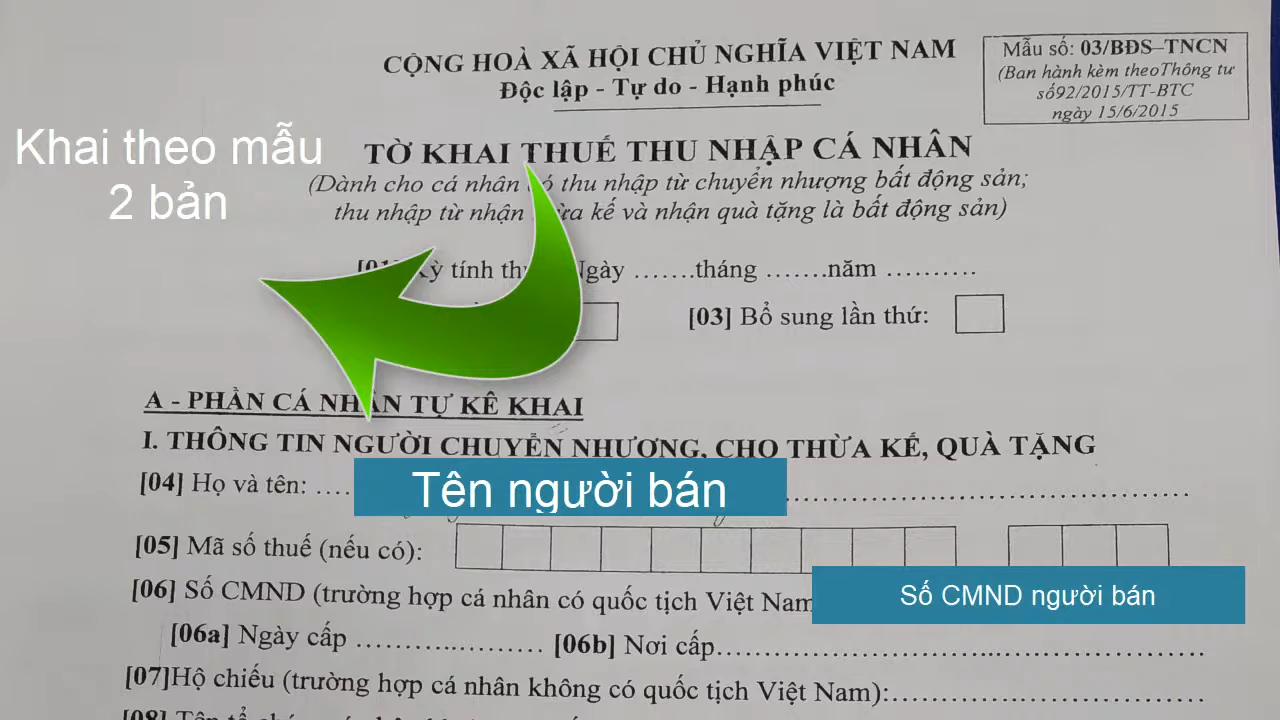 CỘNG HOÀ XÃ HỘI CHỦ NGHĨA VIỆT NAM
Độc lập - Tự do - Hạnh phúc
Mẫu số: 03/BĐS–TNCN
(Ban hành kèm theoThông tư
số92/2015/TT-BTC
ngày 15/6/2015
Khai theo mẫu
2 bản
TỜ KHAI THUẾ THU NHẬP CÁ NHÂN
(Dành cho cá nhân có thu nhập từ chuyển nhượng bất động sản;
thu nhập từ nhận thừa kế và nhận quà tặng là bất động sản)
[01] Kỳ tính thuế: Ngày …….tháng …….năm ……….
[03] Bổ sung lần thứ:
A - PHẦN CÁ NHÂN TỰ KÊ KHAI
I. THÔNG TIN NGƯỜI CHUYỂN NHƯỢNG, CHO THỪA KẾ, QUÀ TẶNG
[04] Họ và tên: ….
Tên người bán
[05] Mã số thuế (nếu có):
[06] Số CMND (trường hợp cá nhân có quốc tịch Việt Nam
Số CMND người bán
[06a] Ngày cấp ………..……… [06b] Nơi cấp……………………...………………….
[07]Hộ chiếu (trường hợp cá nhân không có quốc tịch Việt Nam):…………………………